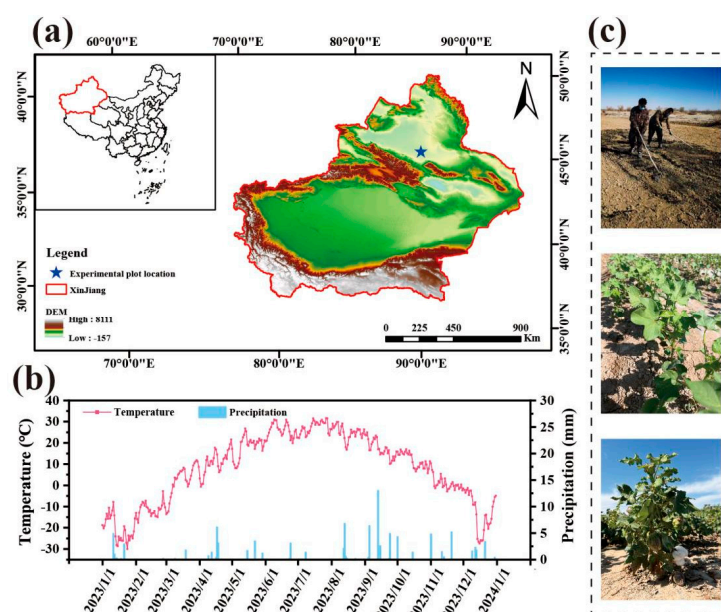 (a)
(c)
60°0'0"E 70°0'0"E 80°0'0"E 90°0'0"E
40°0'0"N
35°0'0"N
30°0'0"N
N
50°0'0"N
45°0'0"N
40°0'0"N
35°0'0"N
Legend
Experimental plot location
XinJiang
DEM
High : 8111
Low : -157
0 225 450 900
Km
70°0'0"E 80°0'0"E 90°0'0"E
(b)
Temperature Precipitation
Temperature (°C)
40
30
20
10
0
-10
-20
-30
Precipitation (mm)
30
25
20
15
10
5
0
2023/1/1
2023/2/1
2023/3/1
2023/4/1
2023/5/1
2023/6/1
2023/7/1
2023/8/1
2023/9/1
2023/10/1
2023/11/1
2023/12/1
2024/1/1